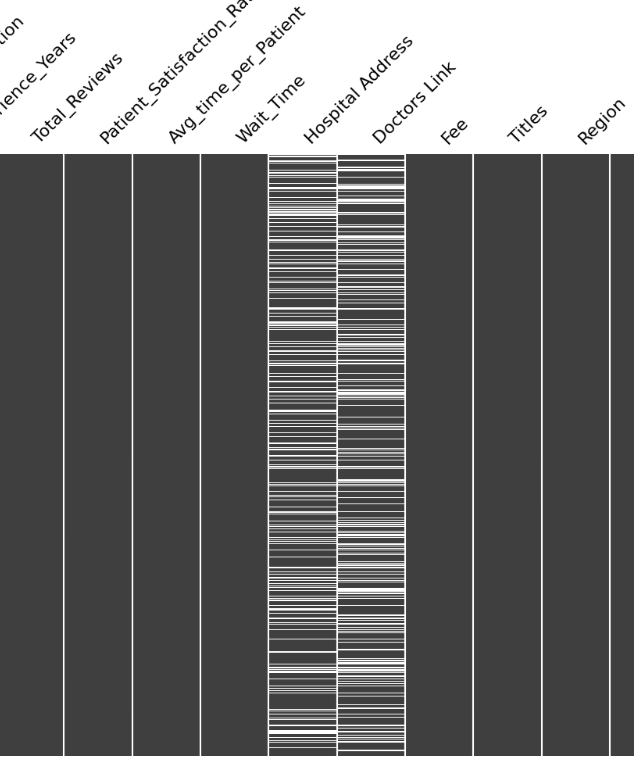 Total_Reviews
Avg_time_per_Patient
Wait_Time
Hospital Address
Doctors Link
Fee
Titles
Region